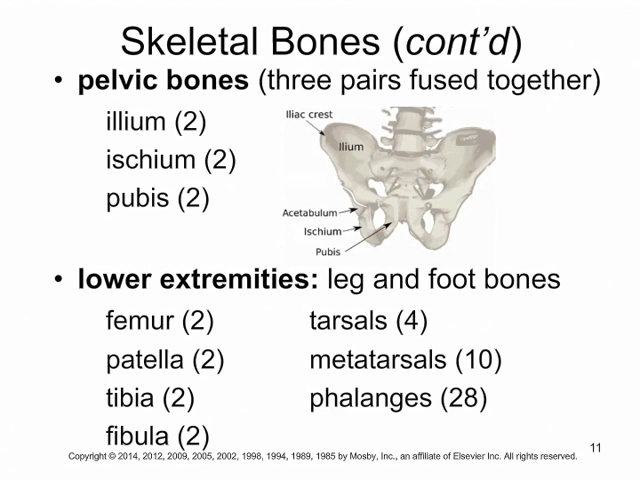 Skeletal Bones (cont’d)
• pelvic bones (three pairs fused together)
illium (2)
ischium (2)
pubis (2)
Iliac crest
Ilium
Acetabulum
Ischium
Pubis
• lower extremities: leg and foot bones
femur (2)
patella (2)
tibia (2)
fibula (2)
tarsals (4)
metatarsals (10)
phalanges (28)
11
Copyright © 2014, 2012, 2009, 2005, 2002, 1998, 1994, 1989, 1985 by Mosby, Inc., an affiliate of Elsevier Inc. All rights reserved.